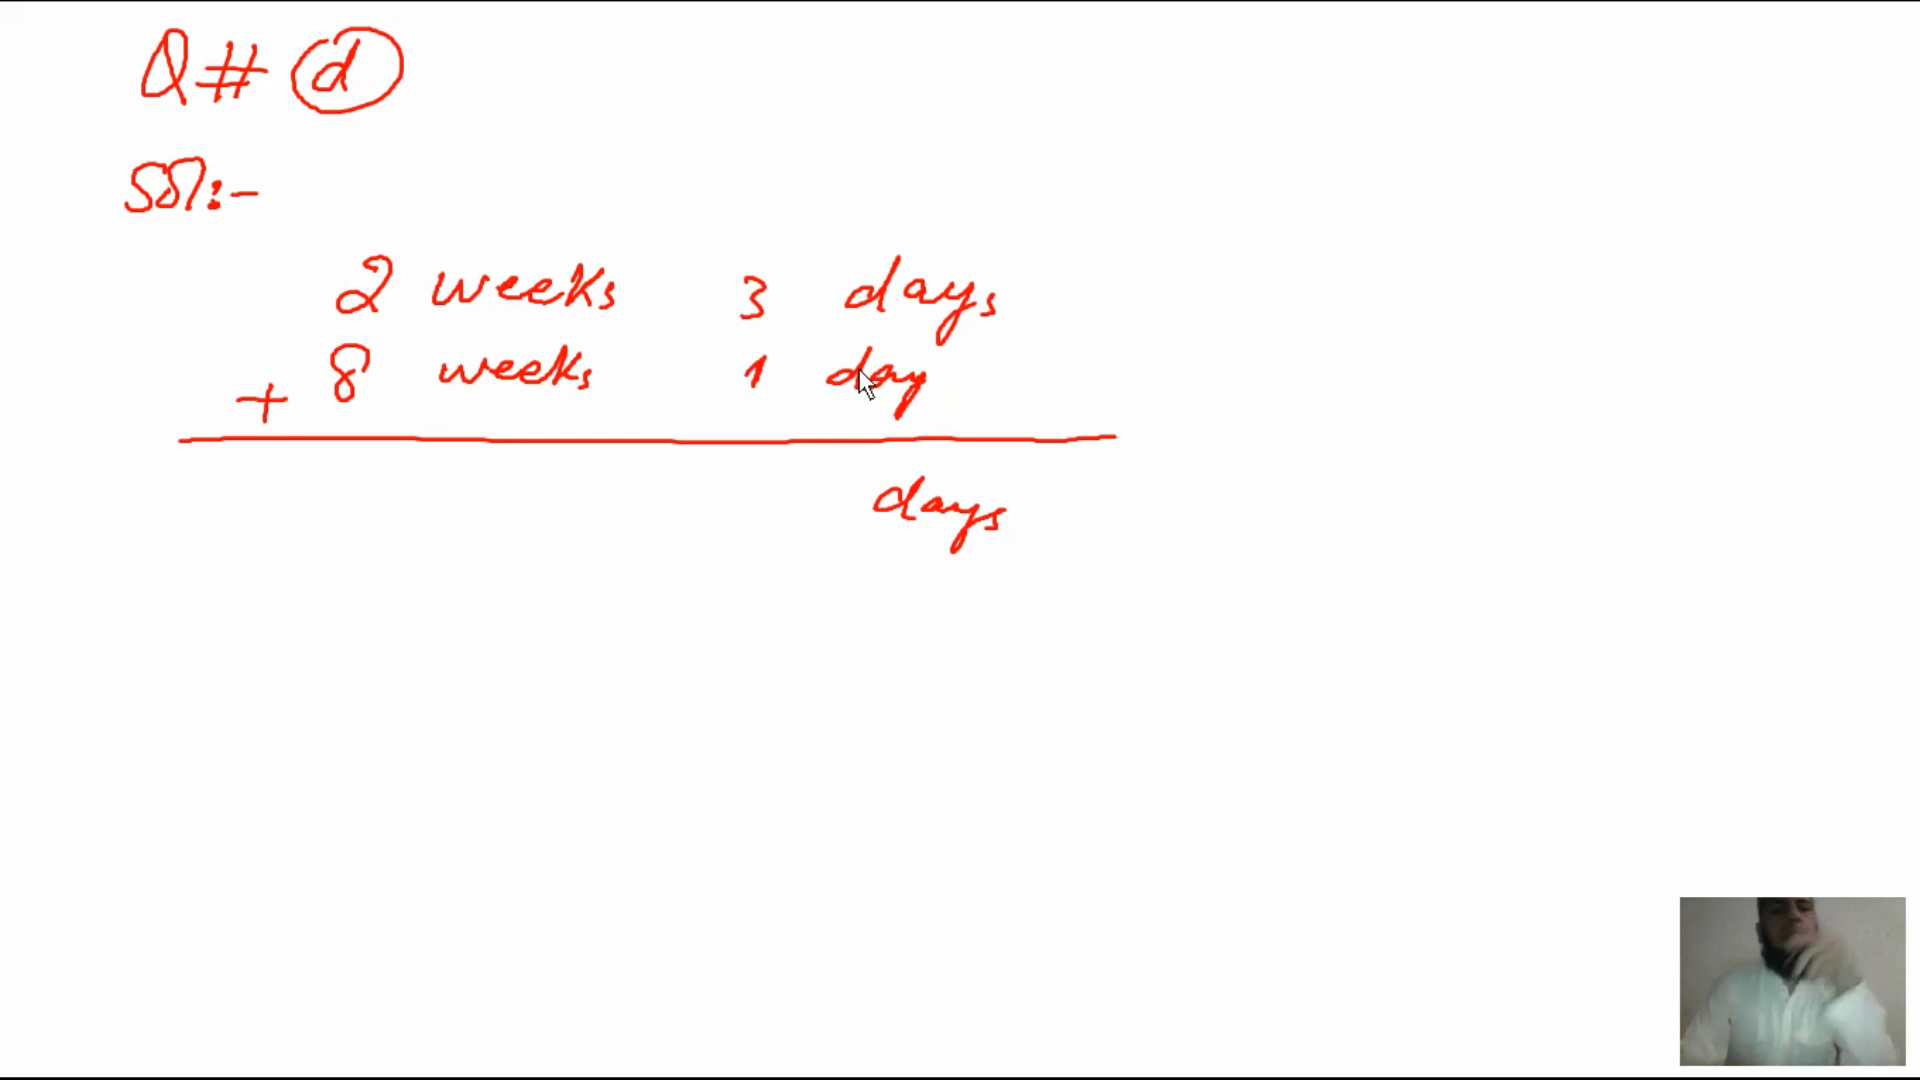 Q# d
Sol:-
2 weeks 3 days
+ 8 weeks 1 day
days